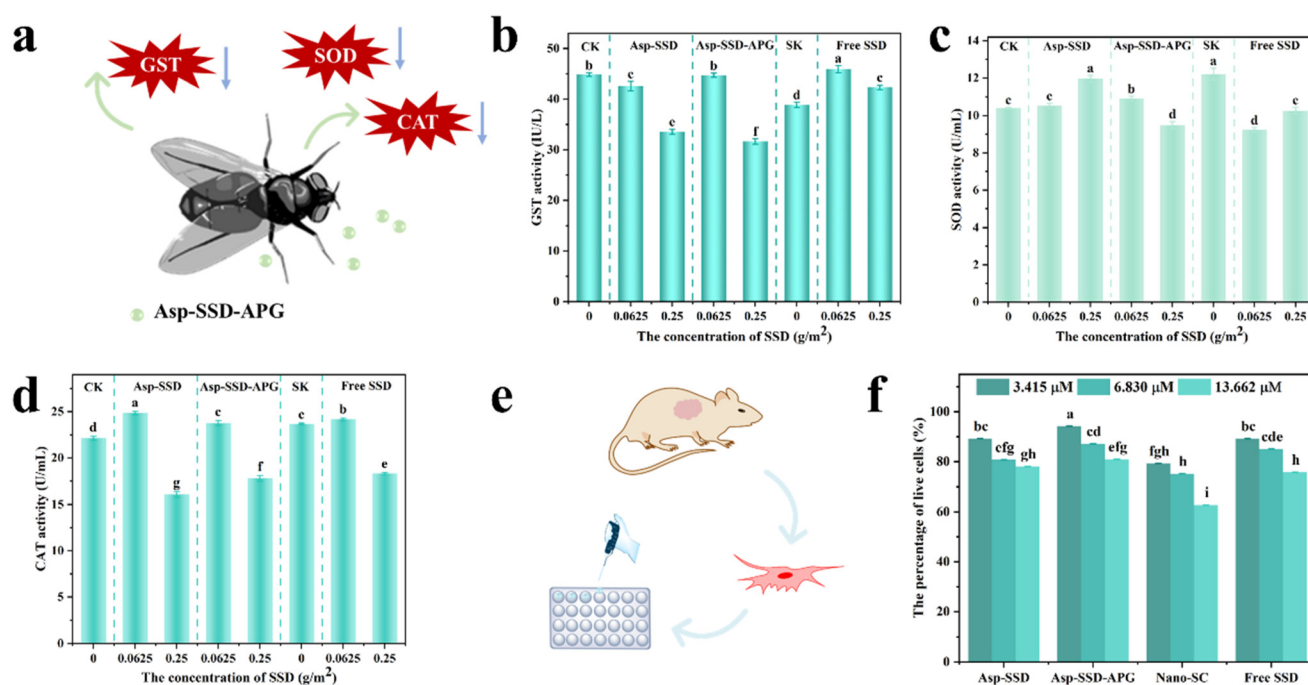 a
GST
SOD
CAT
Asp-SSD-APG
b
CK Asp-SSD Asp-SSD-APG SK Free SSD
50
45
40
35
30
25
20
15
10
5
0
GST activity (IU/L)
b c e b f d a c
0 0.0625 0.25 0.0625 0.25 0 0.0625 0.25
The concentration of SSD (g/m²)
c
CK Asp-SSD Asp-SSD-APG SK Free SSD
14
12
10
8
6
4
2
0
SOD activity (U/mL)
c c a b d a d c
0 0.0625 0.25 0.0625 0.25 0 0.0625 0.25
The concentration of SSD (g/m²)
d
CK Asp-SSD Asp-SSD-APG SK Free SSD
25
20
15
10
5
0
CAT activity (U/mL)
d a g c f c b e
0 0.0625 0.25 0.0625 0.25 0 0.0625 0.25
The concentration of SSD (g/m²)
e
f
3.415 μM 6.830 μM 13.662 μM
100
80
60
40
20
0
The percentage of live cells (%)
bc cfg gh a cd efg fgh h i bc cde h
Asp-SSD Asp-SSD-APG Nano-SC Free SSD